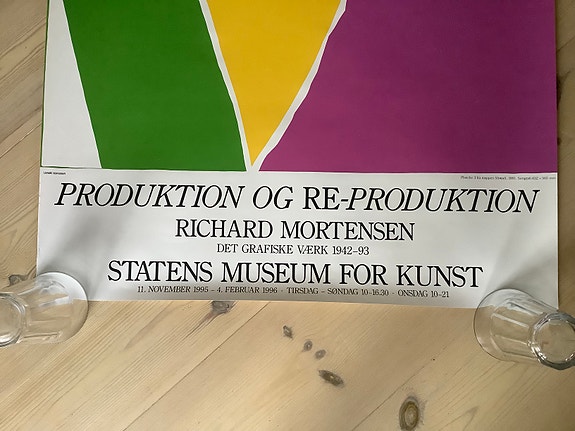 PRODUKTION OG RE-PRODUKTION
RICHARD MORTENSEN
DET GRAFISKE VÆRK 1942-93
STATENS MUSEUM FOR KUNST
11. NOVEMBER 1995 - 4. FEBRUAR 1996 · TIRSDAG - SØNDAG 10-16.30 · ONSDAG 10-21